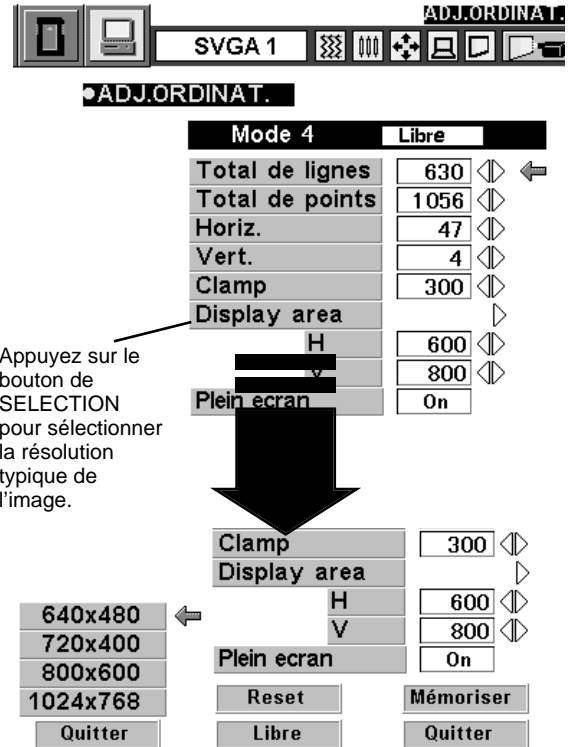 ADJ.ORDINAT.
SVGA 1
●ADJ.ORDINAT.
Mode 4 Libre
Total de lignes 630
Total de points 1056
Horiz. 47
Vert. 4
Clamp 300
Display area
H 600
V 800
Plein ecran On
Appuyez sur le
bouton de
SELECTION
pour sélectionner
la résolution
typique de
l'image.
Clamp 300
Display area
H 600
V 800
Plein ecran On
640x480
720x400
800x600
1024x768
Quitter
Reset Mémoriser
Libre Quitter